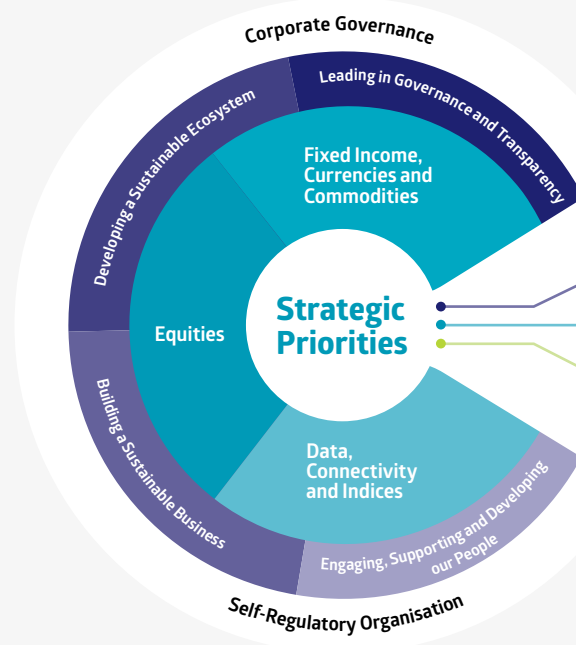 Corporate Governance
Leading in Governance and Transparency
Developing a Sustainable Ecosystem
Fixed Income,
Currencies and
Commodities
Strategic
Priorities
Equities
Data,
Connectivity
and Indices
Building a Sustainable Business
Engaging, Supporting and Developing
our People
Self-Regulatory Organisation